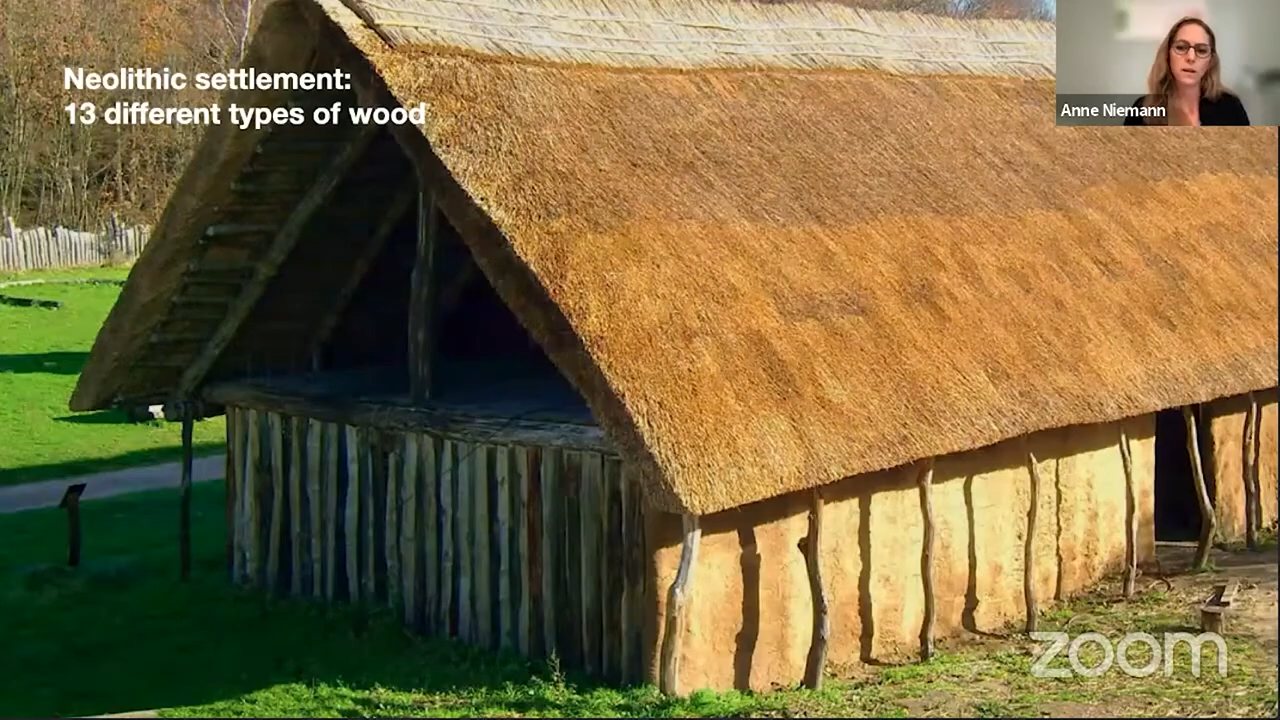 Neolithic settlement:
13 different types of wood
Anne Niemann
zoom